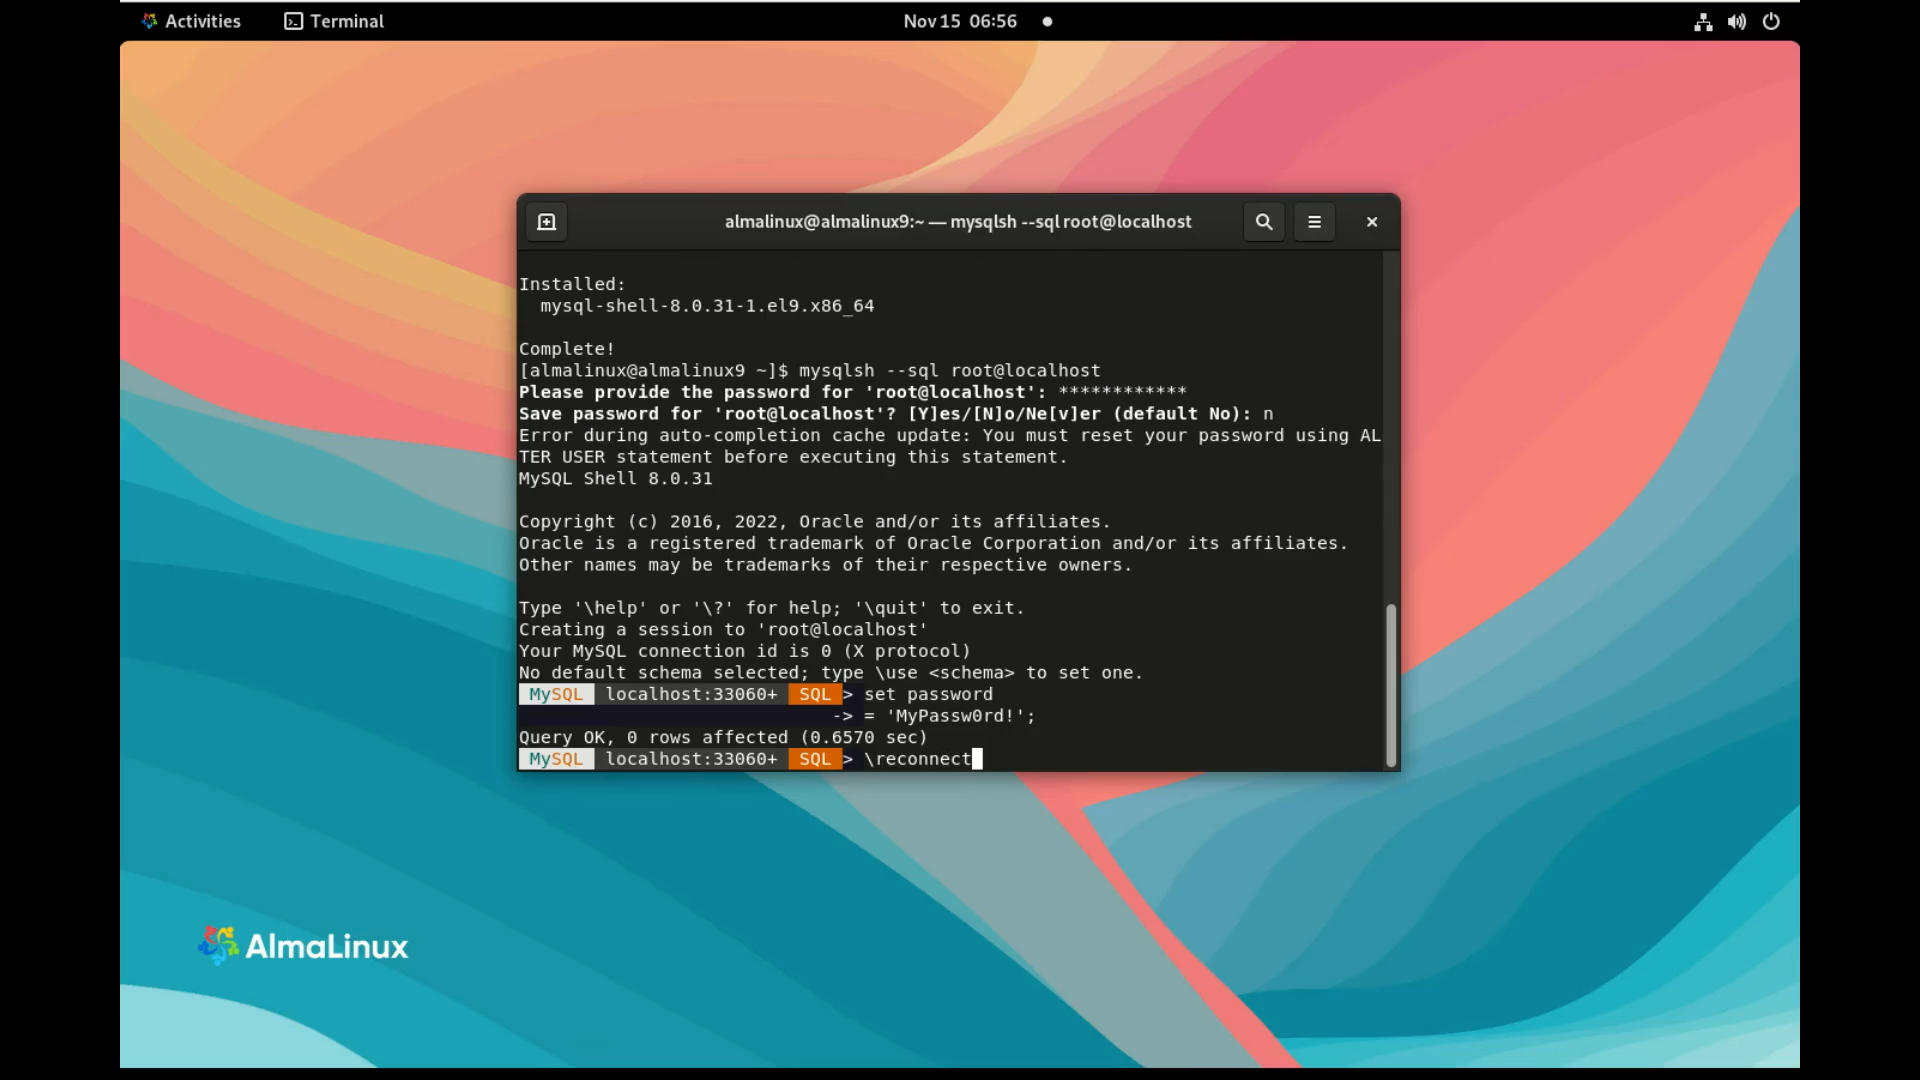 Activities
Terminal
Nov 15 06:56
almalinux@almalinux9:~ — mysqlsh --sql root@localhost
Installed:
mysql-shell-8.0.31-1.el9.x86_64
Complete!
[almalinux@almalinux9 ~]$ mysqlsh --sql root@localhost
Please provide the password for 'root@localhost': ************
Save password for 'root@localhost'? [Y]es/[N]o/Ne[v]er (default No): n
Error during auto-completion cache update: You must reset your password using AL
TER USER statement before executing this statement.
MySQL Shell 8.0.31
Copyright (c) 2016, 2022, Oracle and/or its affiliates.
Oracle is a registered trademark of Oracle Corporation and/or its affiliates.
Other names may be trademarks of their respective owners.
Type '\help' or '\?' for help; '\quit' to exit.
Creating a session to 'root@localhost'
Your MySQL connection id is 0 (X protocol)
No default schema selected; type \use <schema> to set one.
MySQL localhost:33060+ SQL > set password
-> = 'MyPassw0rd!';
Query OK, 0 rows affected (0.6570 sec)
MySQL localhost:33060+ SQL > \reconnect
AlmaLinux